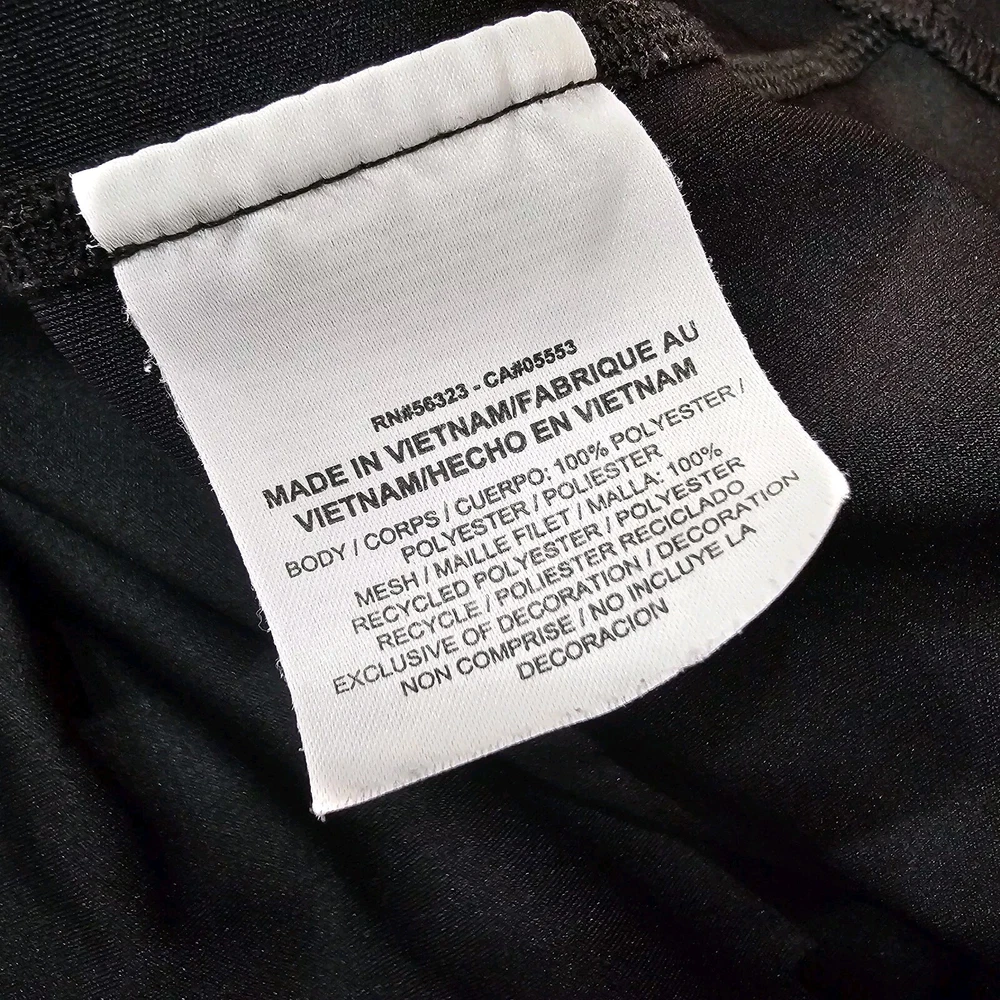 RN#56323 - CA#05553
MADE IN VIETNAM/FABRIQUE AU
VIETNAM/HECHO EN VIETNAM
BODY / CORPS / CUERPO: 100% POLYESTER /
POLYESTER / POLIESTER
MESH / MAILLE FILET / MALLA: 100%
RECYCLED POLYESTER / POLYESTER
RECYCLE / POLIESTER RECICLADO
EXCLUSIVE OF DECORATION / DECORATION
NON COMPRISE / NO INCLUYE LA
DECORACION